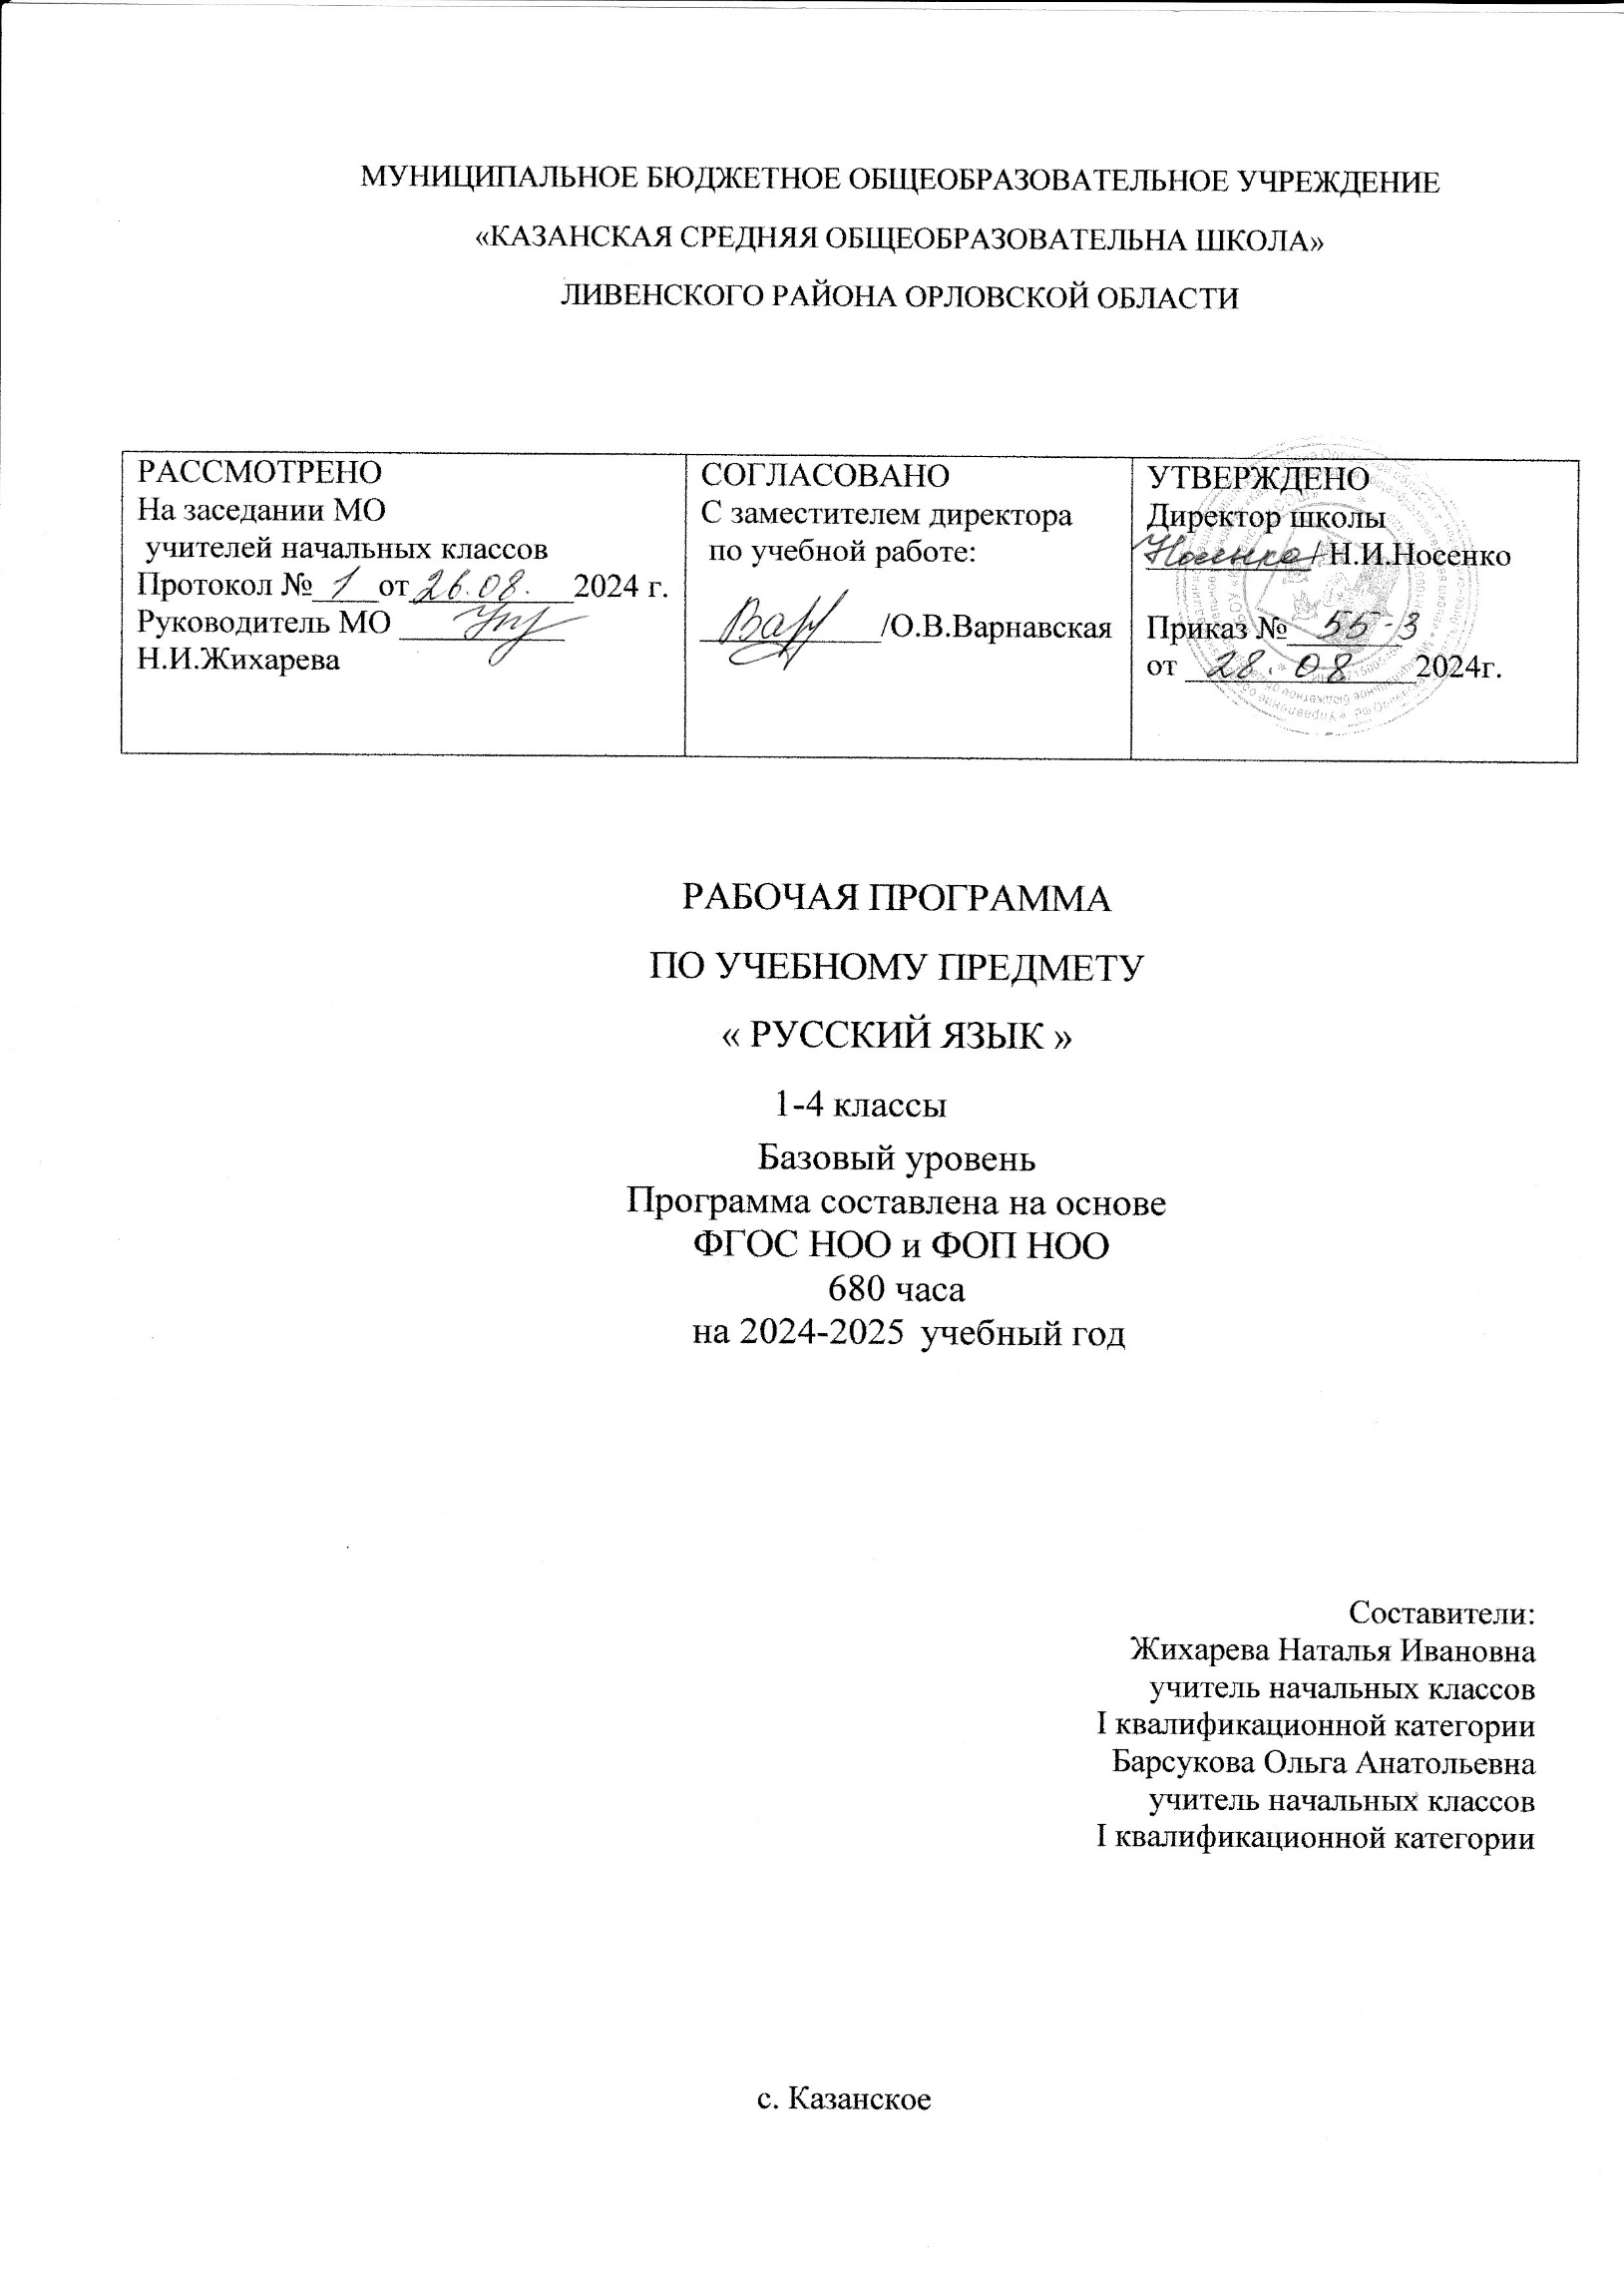 МУНИЦИПАЛЬНОЕ БЮДЖЕТНОЕ ОБЩЕОБРАЗОВАТЕЛЬНОЕ УЧРЕЖДЕНИЕ
«КАЗАНСКАЯ СРЕДНЯЯ ОБЩЕОБРАЗОВАТЕЛЬНА ШКОЛА»
ЛИВЕНСКОГО РАЙОНА ОРЛОВСКОЙ ОБЛАСТИ
РАССМОТРЕНО
На заседании МО
учителей начальных классов
Протокол № 1 от 26.08. 2024 г.
Руководитель МО
Н.И.Жихарева
СОГЛАСОВАНО
С заместителем директора
по учебной работе:
/О.В.Варнавская
УТВЕРЖДЕНО
Директор школы
/ Н.И.Носенко
Приказ № 55-3
от 28.08 2024г.
РАБОЧАЯ ПРОГРАММА
ПО УЧЕБНОМУ ПРЕДМЕТУ
« РУССКИЙ ЯЗЫК »
1-4 классы
Базовый уровень
Программа составлена на основе
ФГОС НОО и ФОП НОО
680 часа
на 2024-2025 учебный год
Составители:
Жихарева Наталья Ивановна
учитель начальных классов
I квалификационной категории
Барсукова Ольга Анатольевна
учитель начальных классов
I квалификационной категории
с. Казанское